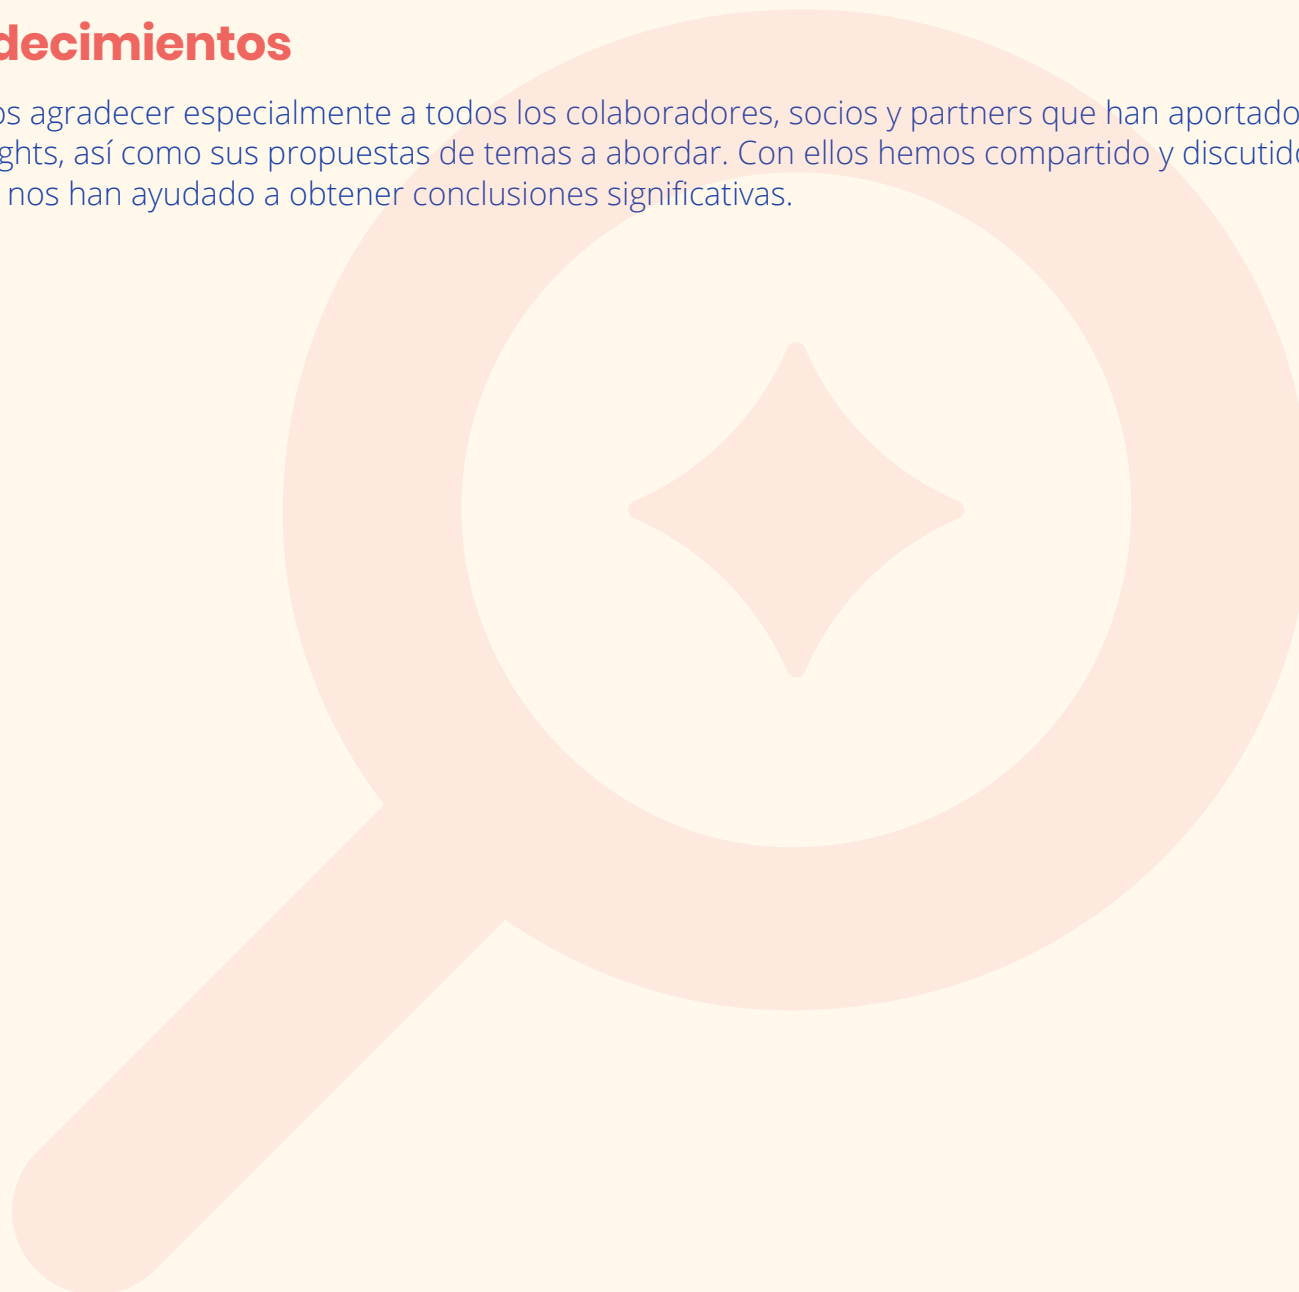 decimientos
os agradecer especialmente a todos los colaboradores, socios y partners que han aportado
ghts, así como sus propuestas de temas a abordar. Con ellos hemos compartido y discutido
nos han ayudado a obtener conclusiones significativas.